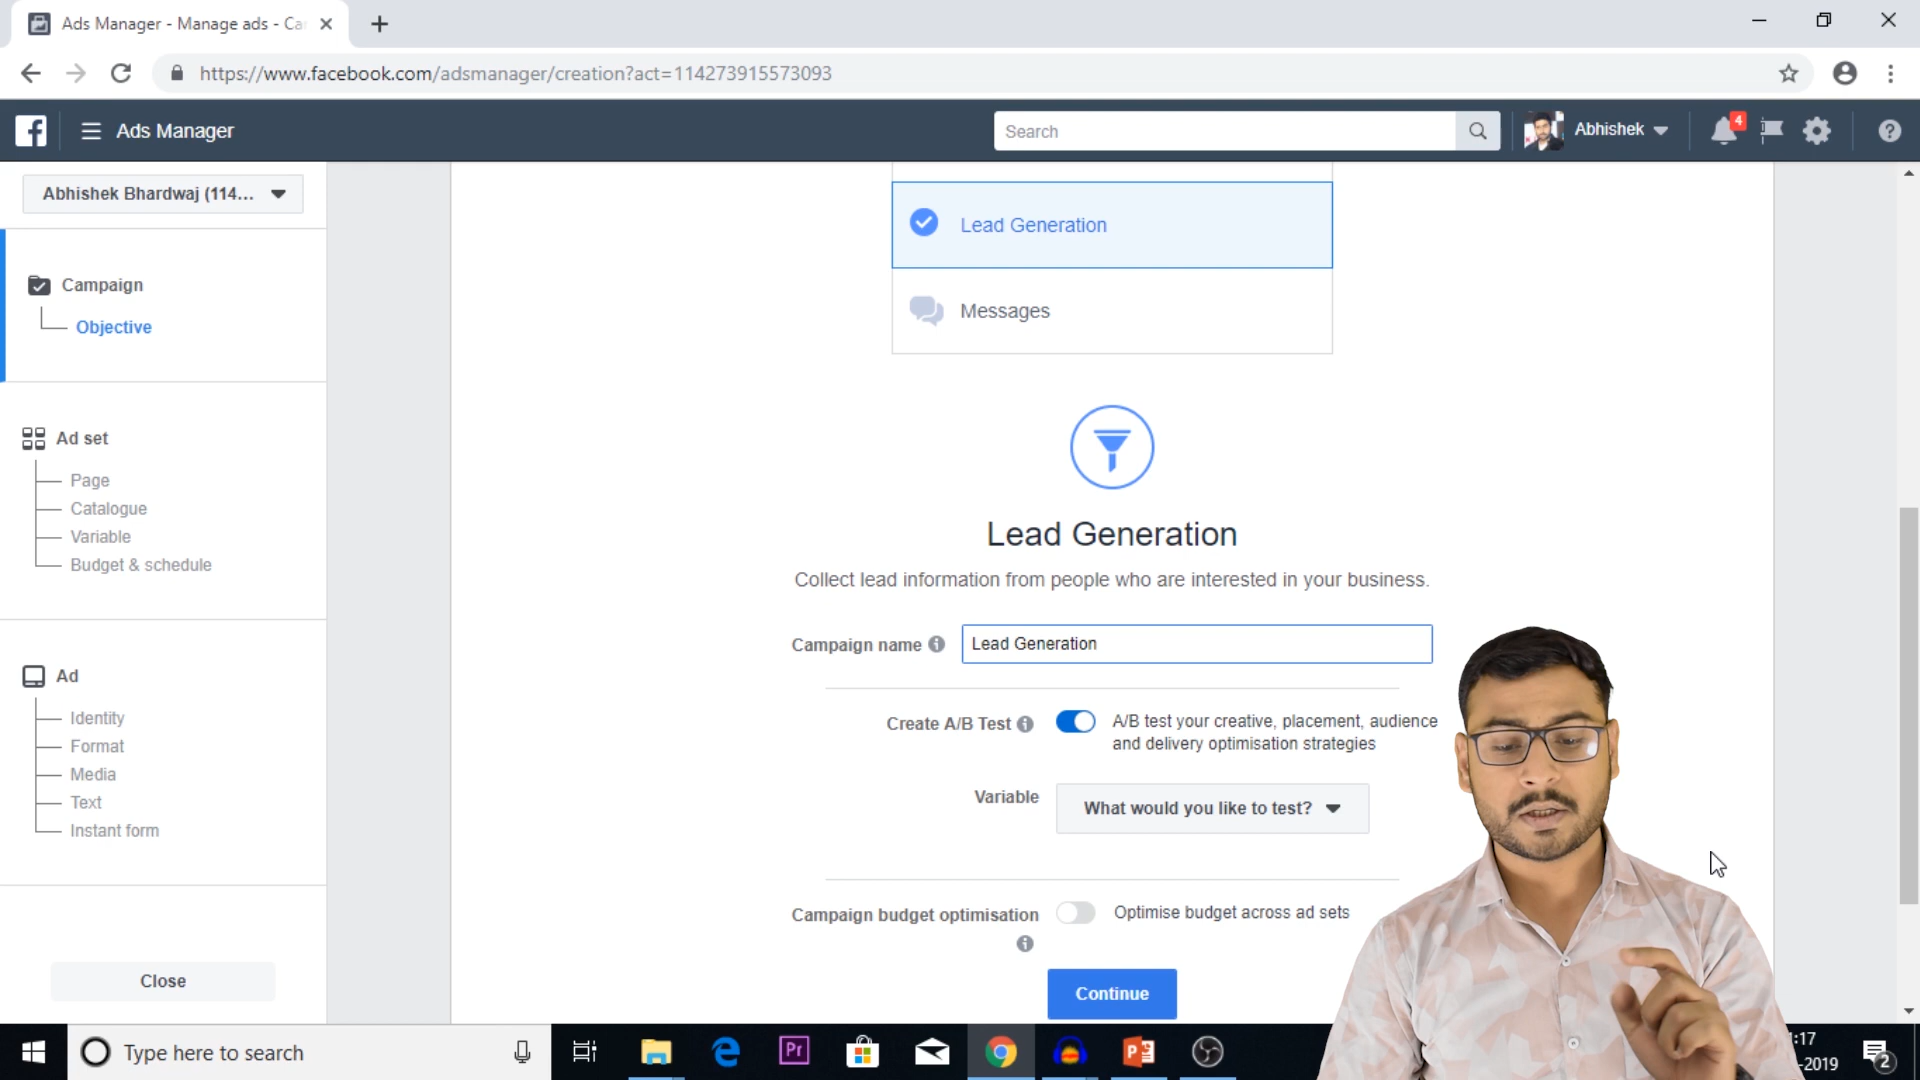 Ads Manager - Manage ads - Ca
https://www.facebook.com/adsmanager/creation?act=114273915573093
Ads Manager
Search
Abhishek
4
Abhishek Bhardwaj (114...
Campaign
Objective
Ad set
Page
Catalogue
Variable
Budget & schedule
Ad
Identity
Format
Media
Text
Instant form
Close
Lead Generation
Messages
Lead Generation
Collect lead information from people who are interested in your business.
Campaign name
Lead Generation
Create A/B Test
A/B test your creative, placement, audience
and delivery optimisation strategies
Variable
What would you like to test?
Campaign budget optimisation
Optimise budget across ad sets
Continue
Type here to search
Pr
:17
-2019
2